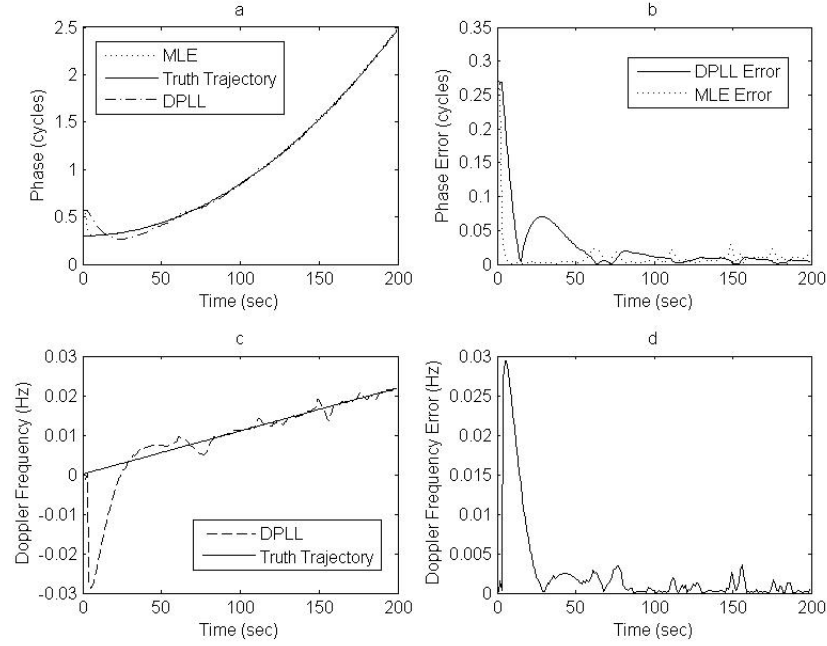 a
2.5
2
1.5
1
0.5
0
Phase (cycles)
MLE
Truth Trajectory
DPLL
0
50
100
150
200
Time (sec)
b
0.35
0.3
0.25
0.2
0.15
0.1
0.05
0
Phase Error (cycles)
DPLL Error
MLE Error
0
50
100
150
200
Time (sec)
c
0.03
0.02
0.01
0
-0.01
-0.02
-0.03
Doppler Frequency (Hz)
DPLL
Truth Trajectory
0
50
100
150
200
Time (sec)
d
0.03
0.025
0.02
0.015
0.01
0.005
0
Doppler Frequency Error (Hz)
0
50
100
150
200
Time (sec)